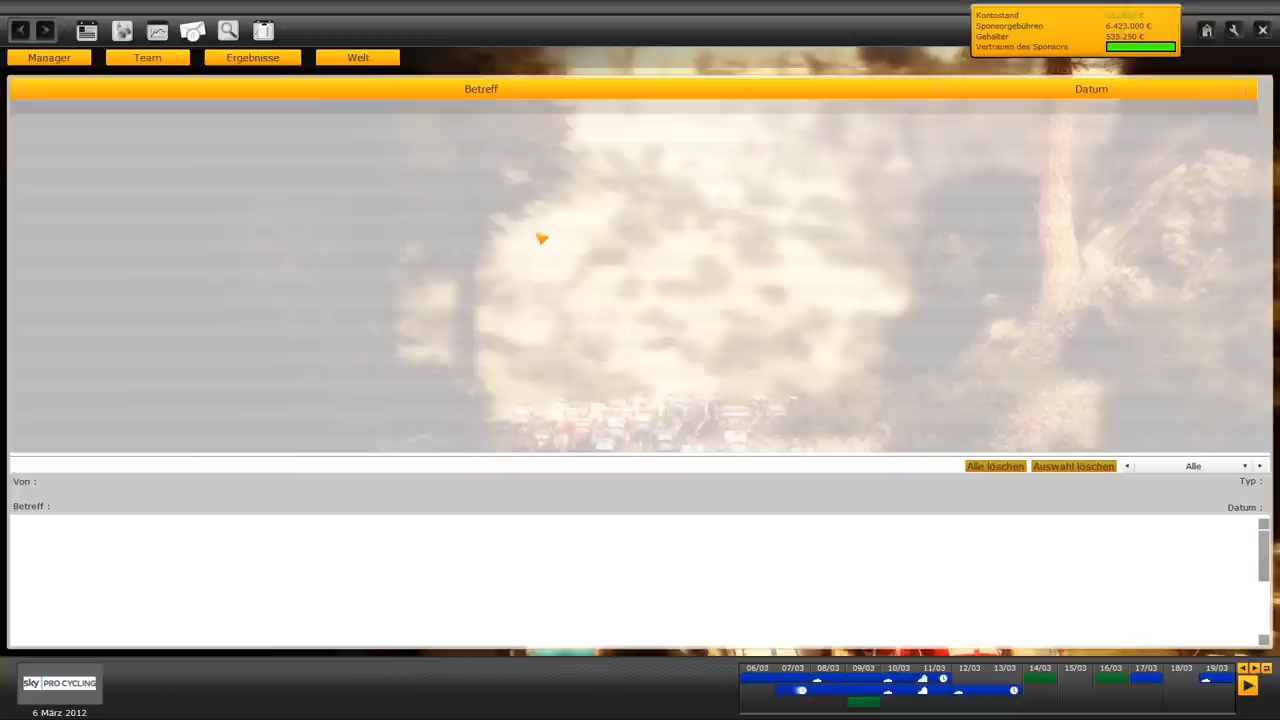 Kontostand
Sponsorgebühren 6.423.000 €
Gehälter 535.250 €
Vertrauen des Sponsors
Manager Team Ergebnisse Welt
Betreff Datum
Alle löschen Auswahl löschen Alle
Von : Typ :
Betreff : Datum :
sky PRO CYCLING
06/03 07/03 08/03 09/03 10/03 11/03 12/03 13/03 14/03 15/03 16/03 17/03 18/03 19/03
6 März 2012